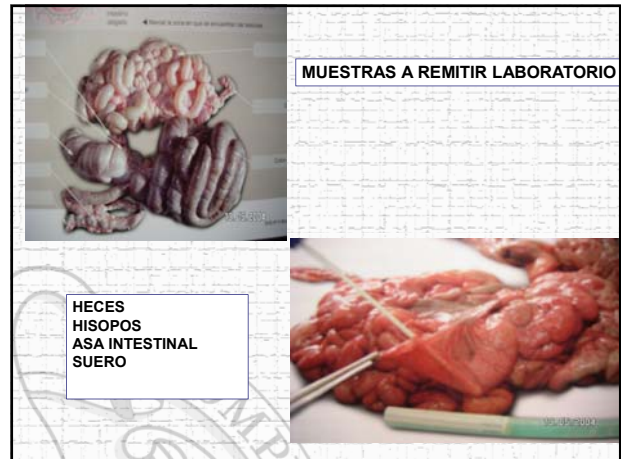 MUESTRAS A REMITIR LABORATORIO
HECES
HISOPOS
ASA INTESTINAL
SUERO